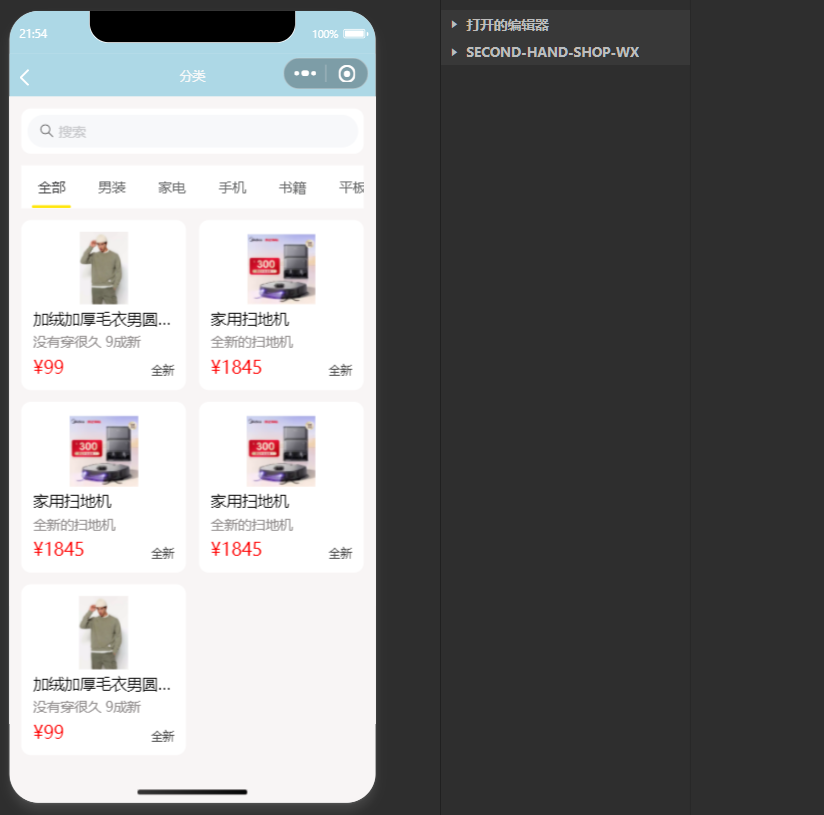 21:54
100%
分类
搜索
全部 男装 家电 手机 书籍 平板
加绒加厚毛衣男圆...
没有穿很久 9成新
¥99 全新
家用扫地机
全新的扫地机
¥1845 全新
家用扫地机
全新的扫地机
¥1845 全新
家用扫地机
全新的扫地机
¥1845 全新
加绒加厚毛衣男圆...
没有穿很久 9成新
¥99 全新
300
300
300
打开的编辑器
SECOND-HAND-SHOP-WX